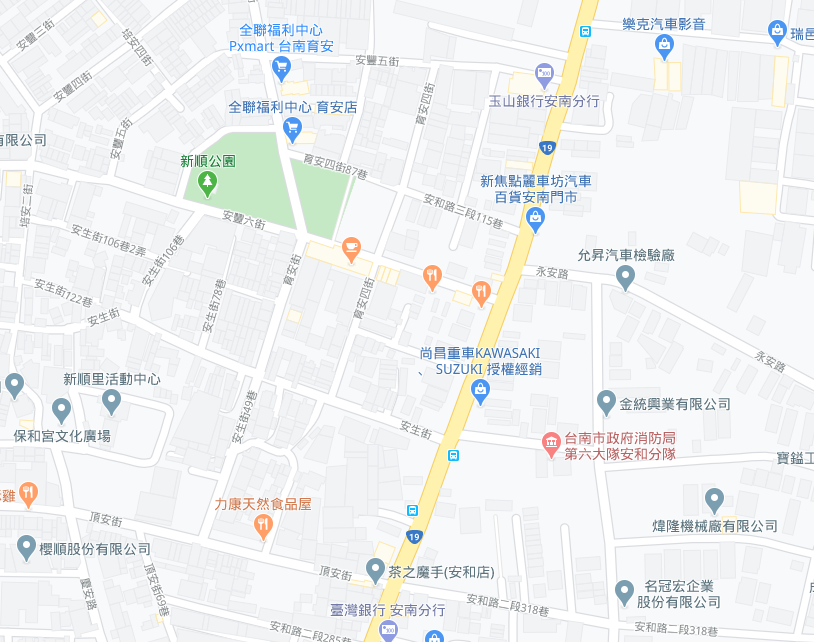 全聯福利中心
Pxmart 台南育安
樂克汽車影音
瑞邑
安豐三街
培安四街
安豐五街
安豐四街
玉山銀行安南分行
育安四街
全聯福利中心 育安店
安豐五街
有限公司
19
新順公園
育安四街87巷
新焦點麗車坊汽車
百貨安南門市
培安二街
安和路三段115巷
安豐六街
安生街106巷2弄
安生街106巷
允昇汽車檢驗廠
永安路
育安街
安生街122巷
安生街78巷
育安四街
安生街
尚昌重車KAWASAKI
、 SUZUKI 授權經銷
永安路
新順里活動中心
金統興業有限公司
安生街49巷
保和宮文化廣場
安生街
台南市政府消防局
第六大隊安和分隊
寶鎰工
雞
力康天然食品屋
頂安街
煒隆機械廠有限公司
19
櫻順股份有限公司
頂安街
茶之魔手(安和店)
慶安路
頂安街69巷
名冠宏企業
股份有限公司
安和路二段318巷
臺灣銀行 安南分行
安和路二段285巷
安和路二段318巷